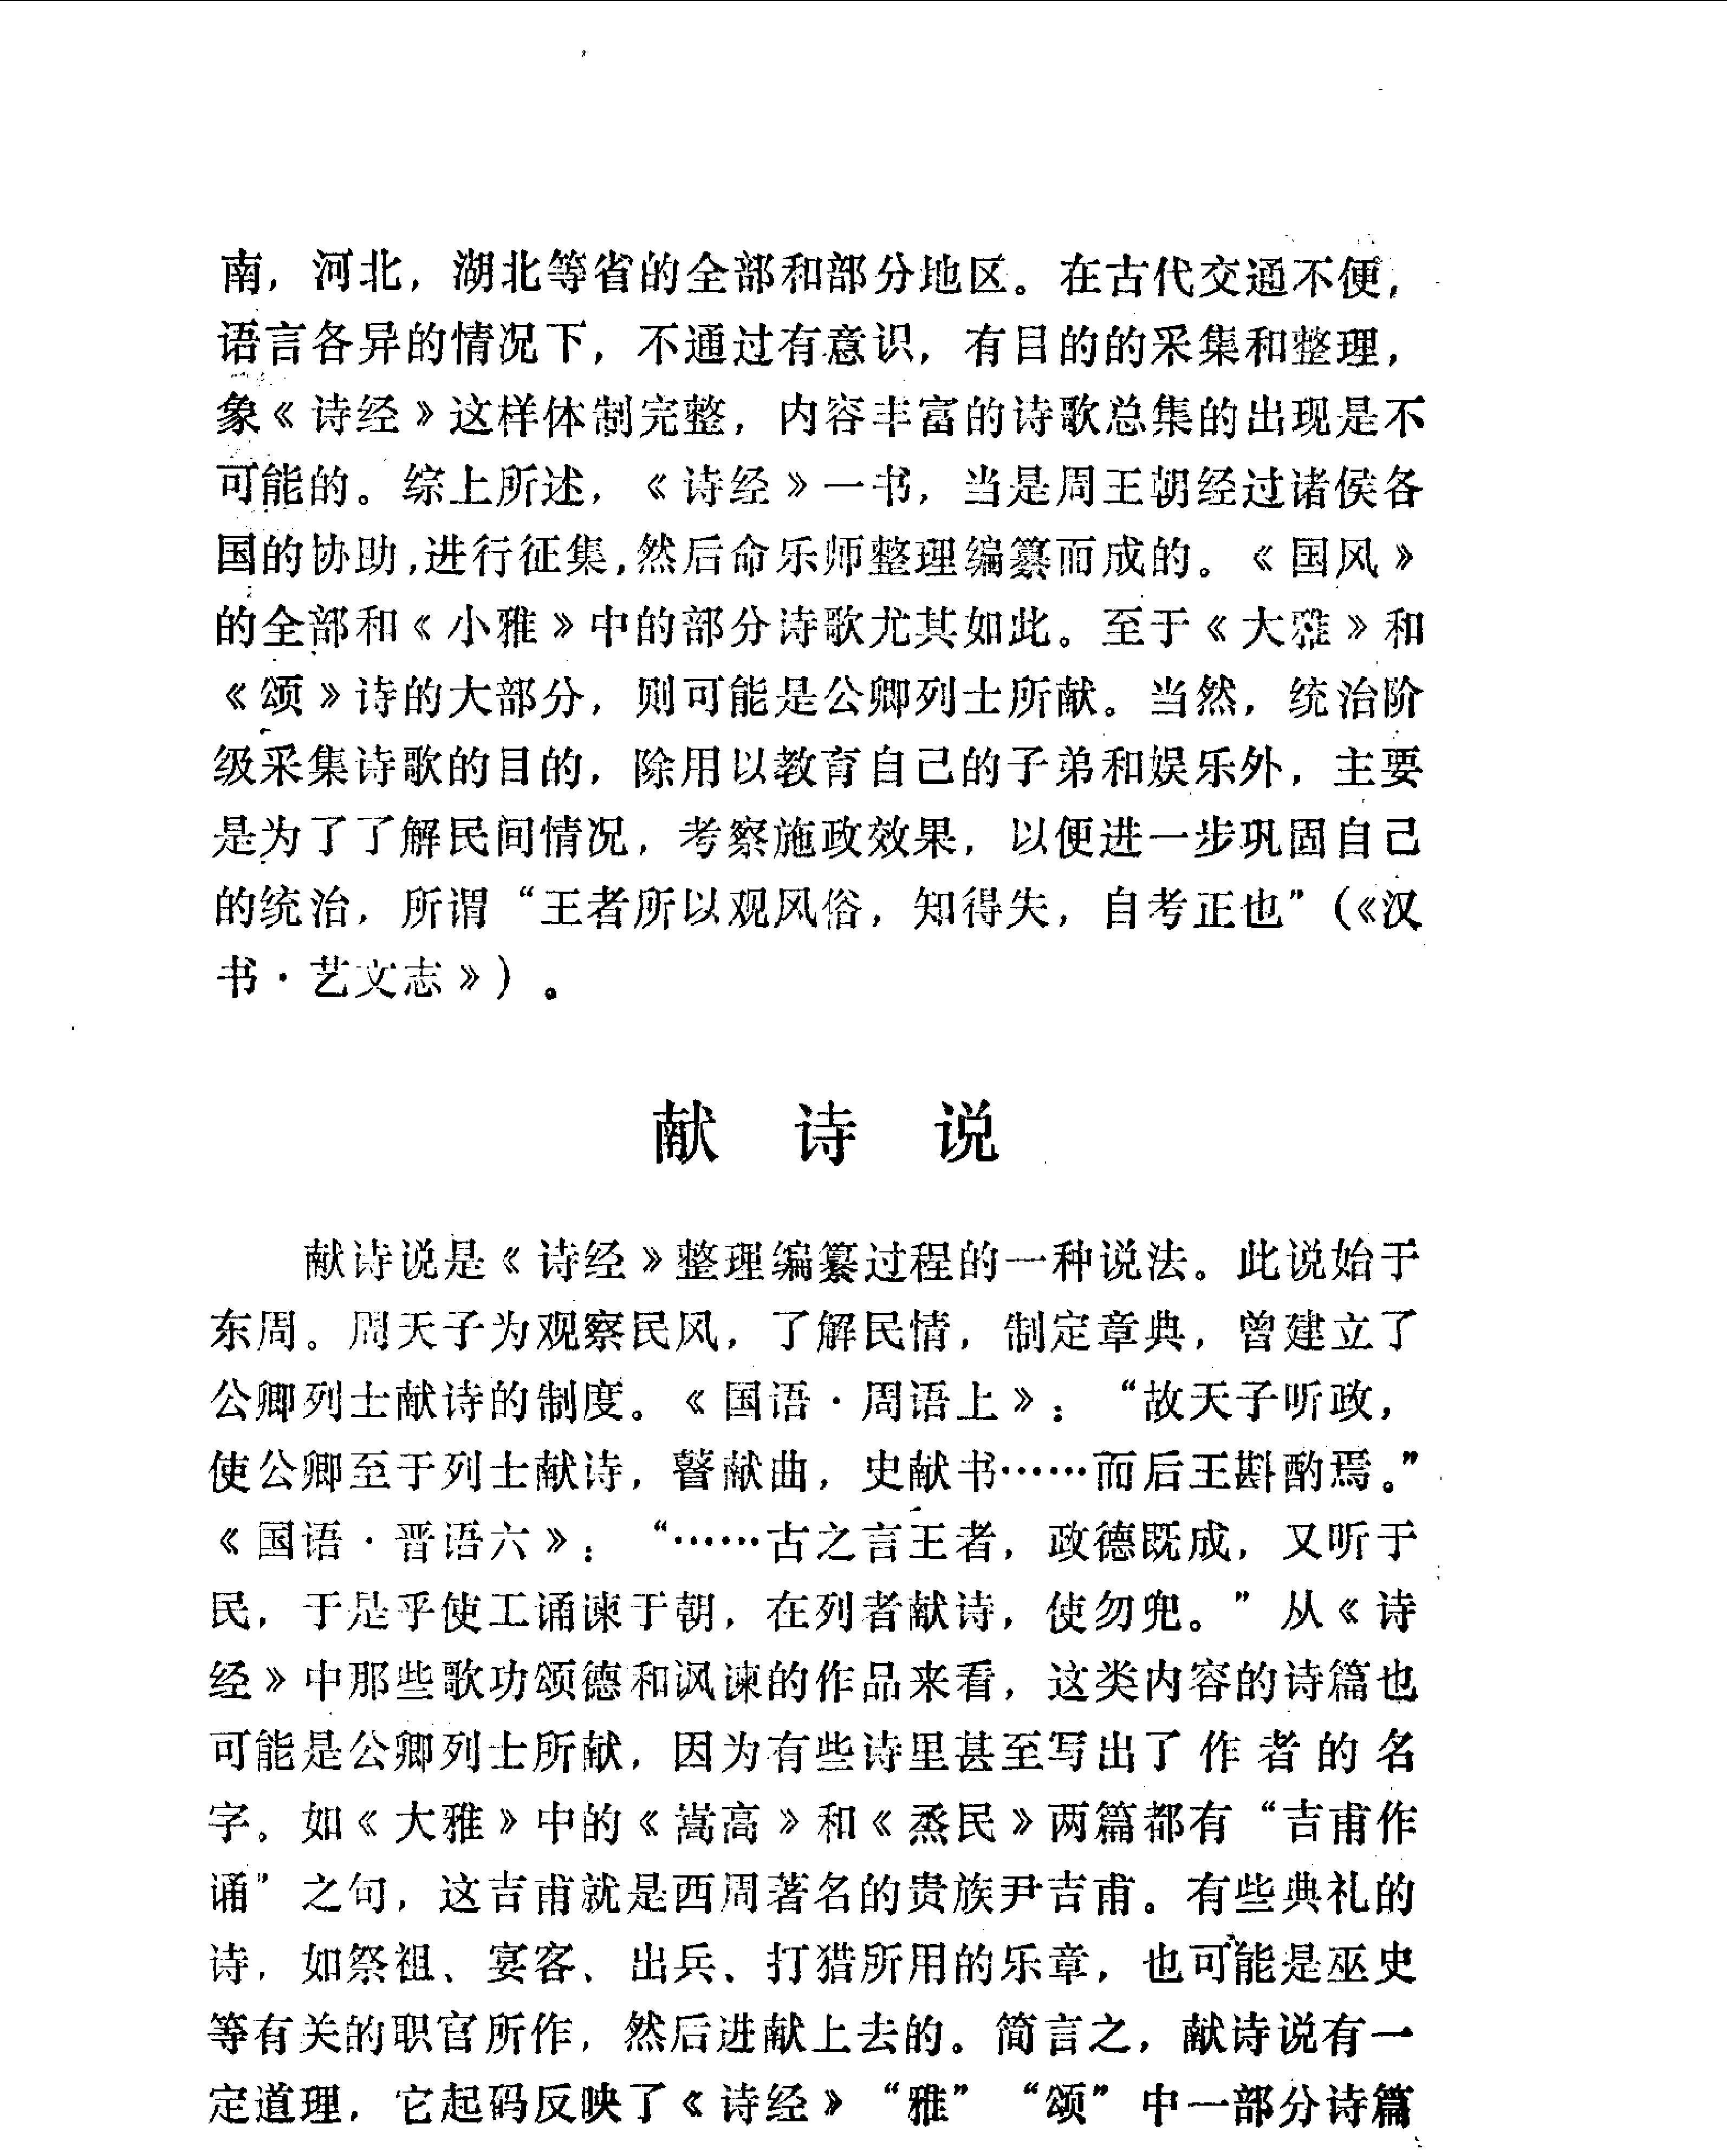 南，河北，湖北等省的全部和部分地区。在古代交通不便，
语言各异的情况下，不通过有意识，有目的的采集和整理，
象《诗经》这样体制完整，内容丰富的诗歌总集的出现是不
可能的。综上所述，《诗经》一书，当是周王朝经过诸侯各
国的协助，进行征集，然后命乐师整理编纂而成的。《国风》
的全部和《小雅》中的部分诗歌尤其如此。至于《大雅》和
《颂》诗的大部分，则可能是公卿列士所献。当然，统治阶
级采集诗歌的目的，除用以教育自己的子弟和娱乐外，主要
是为了了解民间情况，考察施政效果，以便进一步巩固自己
的统治，所谓“王者所以观风俗，知得失，自考正也”（《汉
书·艺文志》）。
献诗说
献诗说是《诗经》整理编纂过程的一种说法。此说始于
东周。周天子为观察民风，了解民情，制定章典，曾建立了
公卿列士献诗的制度。《国语·周语上》：“故天子听政，
使公卿至于列士献诗，瞽献曲，史献书……而后王斟酌焉。”
《国语·晋语六》：“……古之言王者，政德既成，又听于
民，于是乎使工诵谏于朝，在列者献诗，使勿兜。”从《诗
经》中那些歌功颂德和讽谏的作品来看，这类内容的诗篇也
可能是公卿列士所献，因为有些诗里甚至写出了作者的名
字。如《大雅》中的《嵩高》和《烝民》两篇都有“吉甫作
诵”之句，这吉甫就是西周著名的贵族尹吉甫。有些典礼的
诗，如祭祖、宴客、出兵、打猎所用的乐章，也可能是巫史
等有关的职官所作，然后进献上去的。简言之，献诗说有一
定道理，它起码反映了《诗经》“雅”“颂”中一部分诗篇